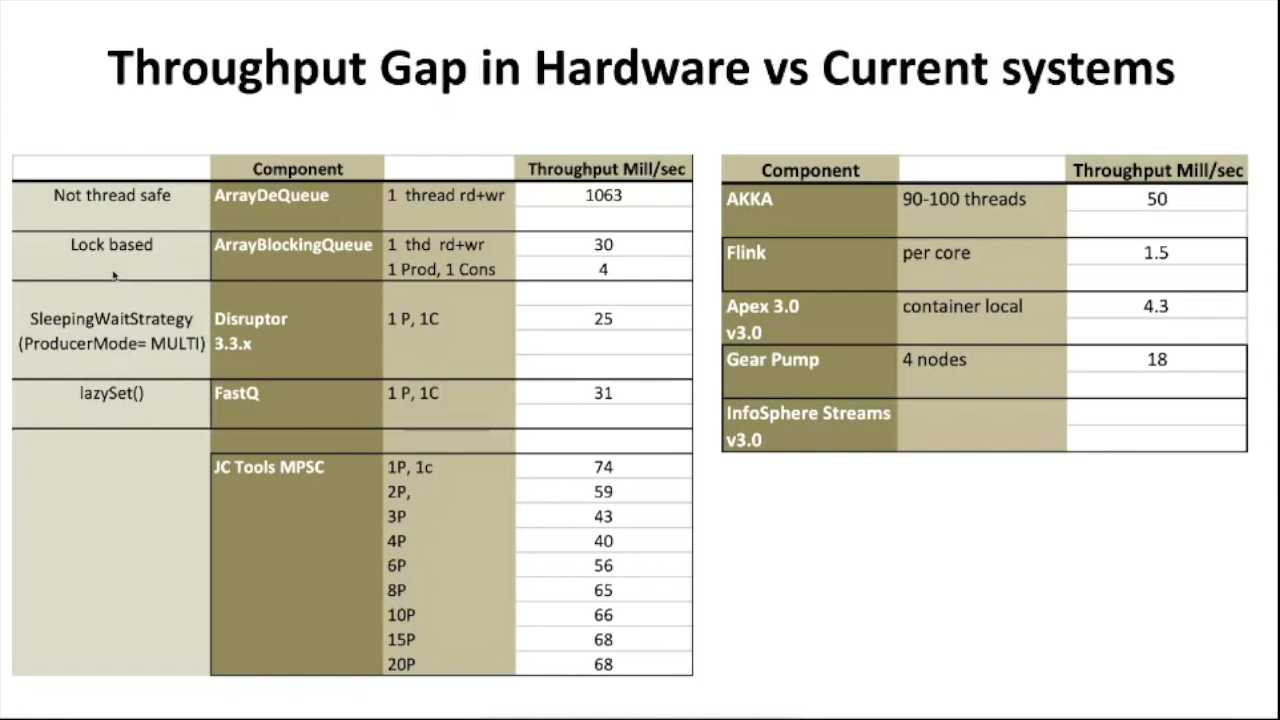 Throughput Gap in Hardware vs Current systems
Component Throughput Mill/sec
Not thread safe ArrayDeQueue 1 thread rd+wr 1063
Lock based ArrayBlockingQueue 1 thd rd+wr 30
1 Prod, 1 Cons 4
SleepingWaitStrategy Disruptor 1 P, 1C 25
(ProducerMode= MULTI) 3.3.x
lazySet() FastQ 1 P, 1C 31
JC Tools MPSC 1P, 1c 74
2P, 59
3P 43
4P 40
6P 56
8P 65
10P 66
15P 68
20P 68
Component Throughput Mill/sec
AKKA 90-100 threads 50
Flink per core 1.5
Apex 3.0 container local 4.3
v3.0
Gear Pump 4 nodes 18
InfoSphere Streams
v3.0